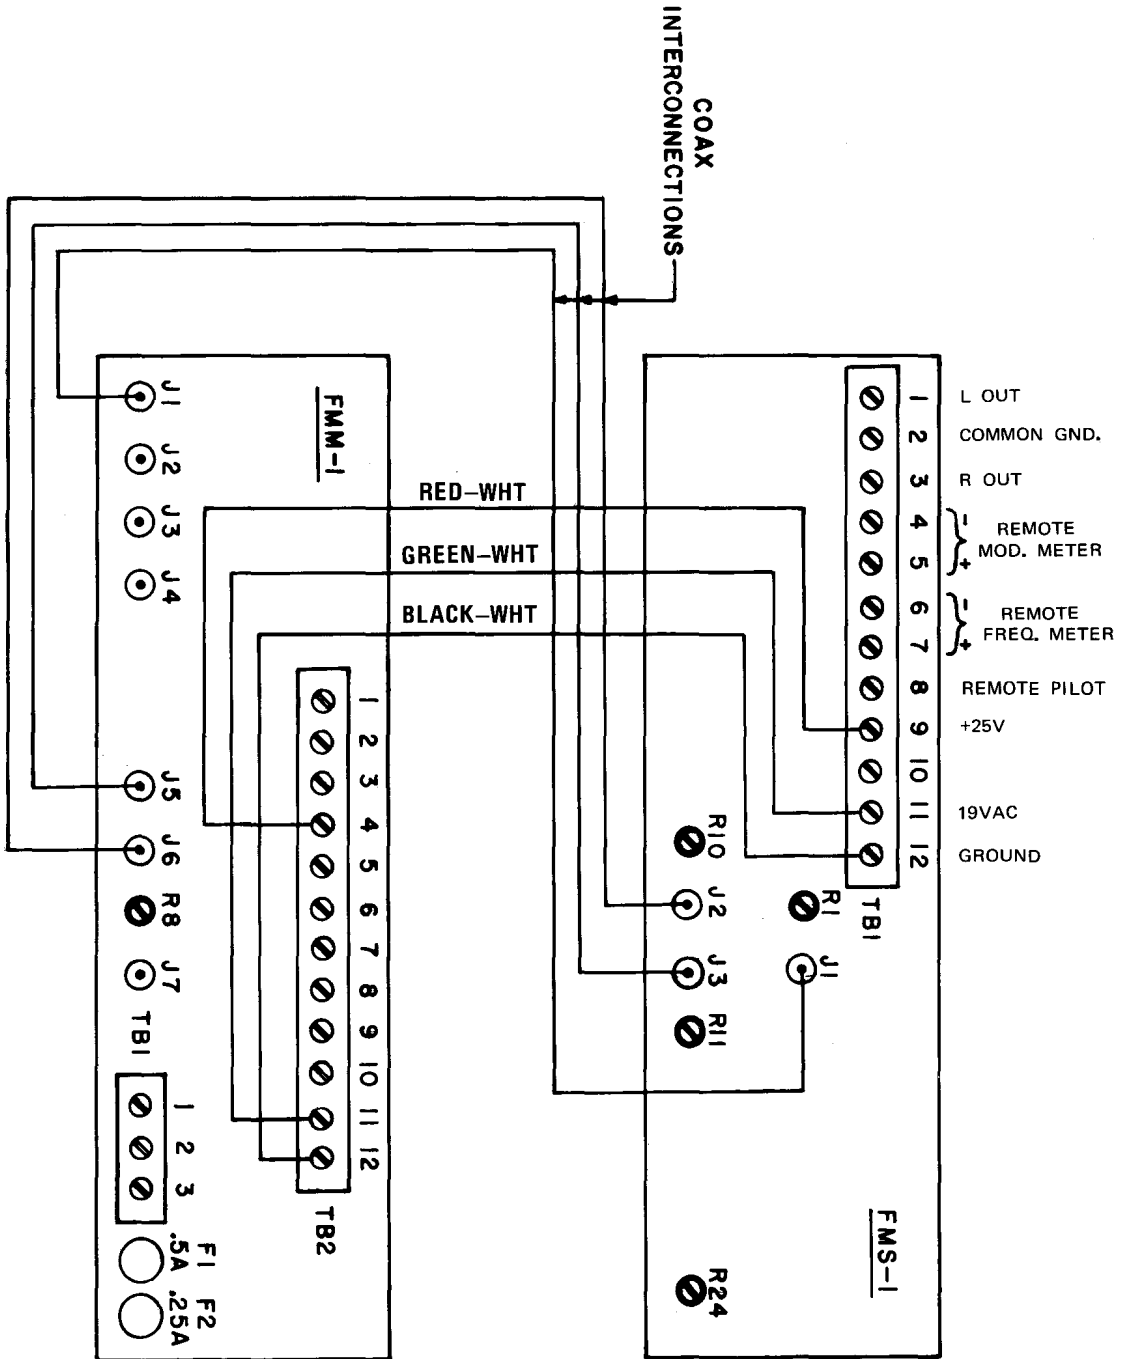 COAX
INTERCONNECTIONS
FMM-1
J1
J2
J3
J4
J5
J6
R8
J7
TB1
1
2
3
F1
.5A
F2
.25A
1
2
3
4
5
6
7
8
9
10
11
12
TB2
RED-WHT
GREEN-WHT
BLACK-WHT
1 L OUT
2 COMMON GND.
3 R OUT
4 -
5 +
REMOTE
MOD. METER
6 -
7 +
REMOTE
FREQ. METER
8 REMOTE PILOT
9 +25V
10
11 19VAC
12 GROUND
TB1
R10
J2
J3
R11
R1
J1
FMS-1
R24